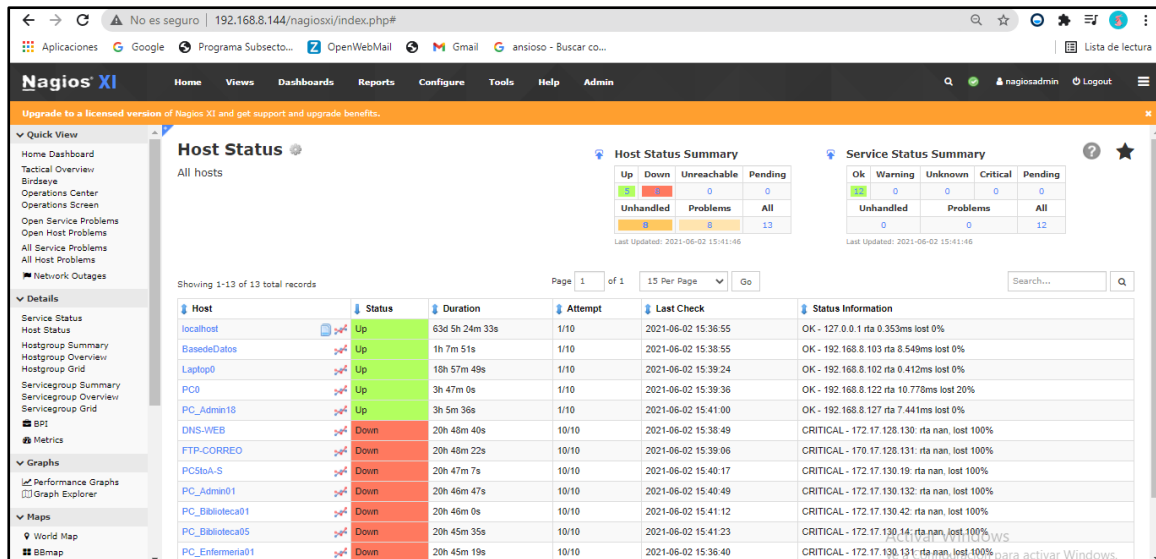 No es seguro | 192.168.8.144/nagiosxi/index.php#
Aplicaciones Google Programa Subsecto... OpenWebMail Gmail ansioso - Buscar co... Lista de lectura
Nagios XI Home Views Dashboards Reports Configure Tools Help Admin nagiosadmin Logout
Upgrade to a licensed version of Nagios XI and get support and upgrade benefits.
Quick View
Home Dashboard
Tactical Overview
Birdseye
Operations Center
Operations Screen
Open Service Problems
Open Host Problems
All Service Problems
All Host Problems
Network Outages
Details
Service Status
Host Status
Hostgroup Summary
Hostgroup Overview
Hostgroup Grid
Servicegroup Summary
Servicegroup Overview
Servicegroup Grid
BPI
Metrics
Graphs
Performance Graphs
Graph Explorer
Maps
World Map
BBmap
Host Status
All hosts
Host Status Summary
Up Down Unreachable Pending
5 8 0 0
Unhandled Problems All
8 8 13
Last Updated: 2021-06-02 15:41:46
Service Status Summary
Ok Warning Unknown Critical Pending
12 0 0 0 0
Unhandled Problems All
0 0 12
Last Updated: 2021-06-02 15:41:46
Showing 1-13 of 13 total records Page 1 of 1 15 Per Page Go Search...
Host Status Duration Attempt Last Check Status Information
localhost Up 63d 5h 24m 33s 1/10 2021-06-02 15:36:55 OK - 127.0.0.1 rta 0.353ms lost 0%
BasedeDatos Up 1h 7m 51s 1/10 2021-06-02 15:38:55 OK - 192.168.8.103 rta 8.549ms lost 0%
Laptop0 Up 18h 57m 49s 1/10 2021-06-02 15:39:24 OK - 192.168.8.102 rta 0.412ms lost 0%
PC0 Up 3h 47m 0s 1/10 2021-06-02 15:39:36 OK - 192.168.8.122 rta 10.778ms lost 20%
PC_Admin18 Up 3h 5m 36s 1/10 2021-06-02 15:41:00 OK - 192.168.8.127 rta 7.441ms lost 0%
DNS-WEB Down 20h 48m 40s 10/10 2021-06-02 15:38:49 CRITICAL - 172.17.128.130: rta nan, lost 100%
FTP-CORREO Down 20h 48m 22s 10/10 2021-06-02 15:39:06 CRITICAL - 170.17.128.131: rta nan, lost 100%
PC5toA-S Down 20h 47m 7s 10/10 2021-06-02 15:40:17 CRITICAL - 172.17.130.19: rta nan, lost 100%
PC_Admin01 Down 20h 46m 47s 10/10 2021-06-02 15:40:49 CRITICAL - 172.17.130.132: rta nan, lost 100%
PC_Biblioteca01 Down 20h 46m 0s 10/10 2021-06-02 15:41:12 CRITICAL - 172.17.130.42: rta nan, lost 100%
PC_Biblioteca05 Down 20h 45m 35s 10/10 2021-06-02 15:41:23 CRITICAL - 172.17.130.14: rta nan, lost 100%
PC_Enfermeria01 Down 20h 45m 19s 10/10 2021-06-02 15:36:40 CRITICAL - 172.17.130.131: rta nan, lost 100%
Activar Windows
Ve a Configuración para activar Windows.